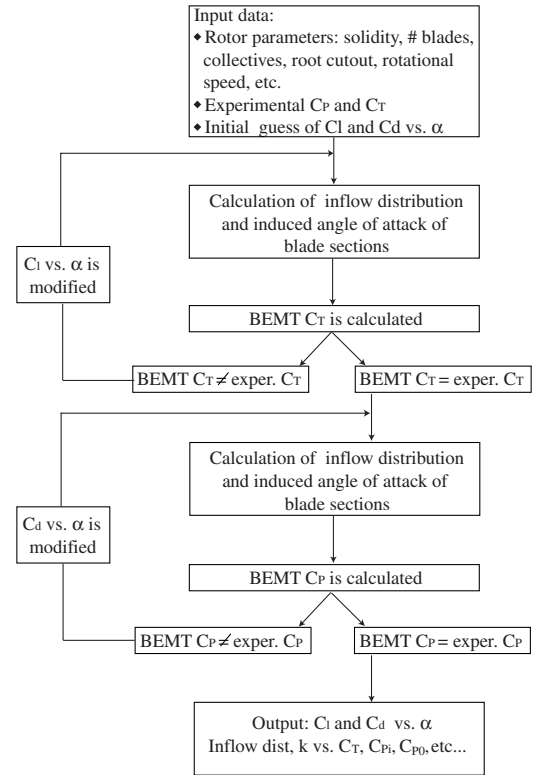 Input data:
◆ Rotor parameters: solidity, # blades,
collectives, root cutout, rotational
speed, etc.
◆ Experimental CP and CT
◆ Initial guess of Cl and Cd vs. α
Calculation of inflow distribution
and induced angle of attack of
blade sections
Cl vs. α is
modified
BEMT CT is calculated
BEMT CT ≠ exper. CT
BEMT CT = exper. CT
Calculation of inflow distribution
and induced angle of attack of
blade sections
Cd vs. α is
modified
BEMT CP is calculated
BEMT CP ≠ exper. CP
BEMT CP = exper. CP
Output: Cl and Cd vs. α
Inflow dist, k vs. CT, CPi, CP0, etc...